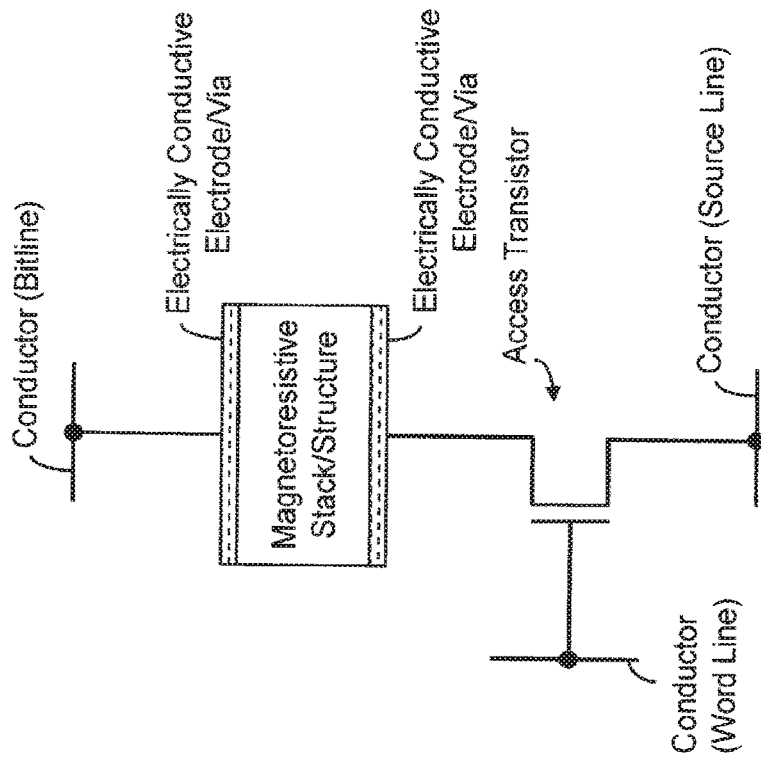 Conductor (Bitline)
Electrically Conductive
Electrode/Via
Magnetoresistive
Stack/Structure
Electrically Conductive
Electrode/Via
Access Transistor
Conductor (Source Line)
Conductor
(Word Line)